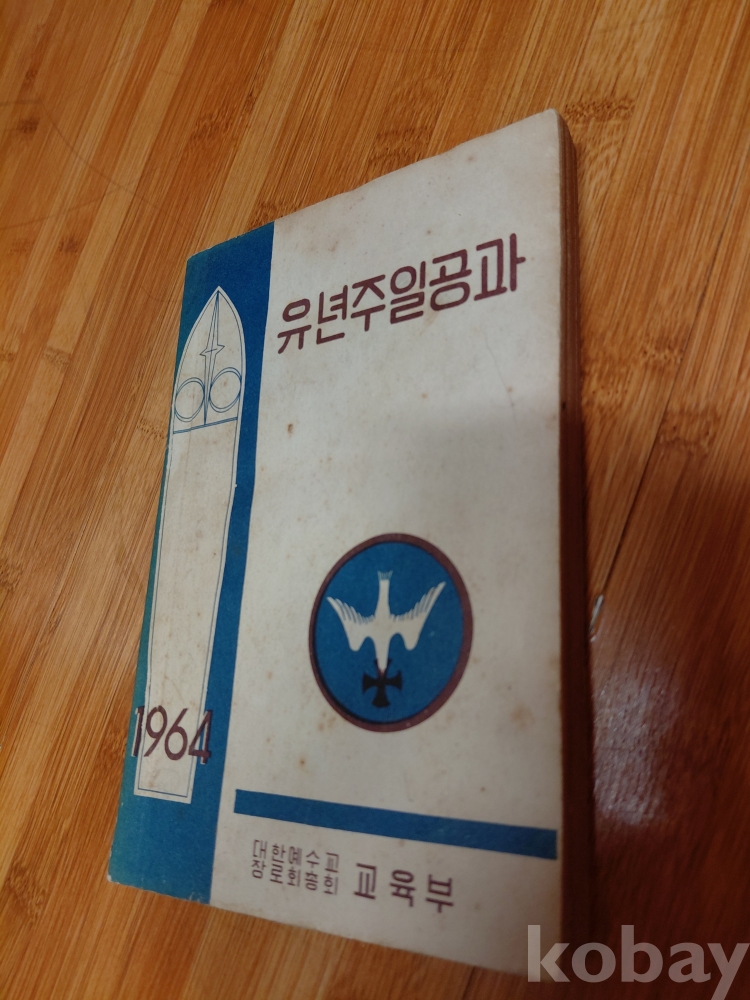 유년주일공과
1964
대한예수교
장로회총회
교육부
kobay